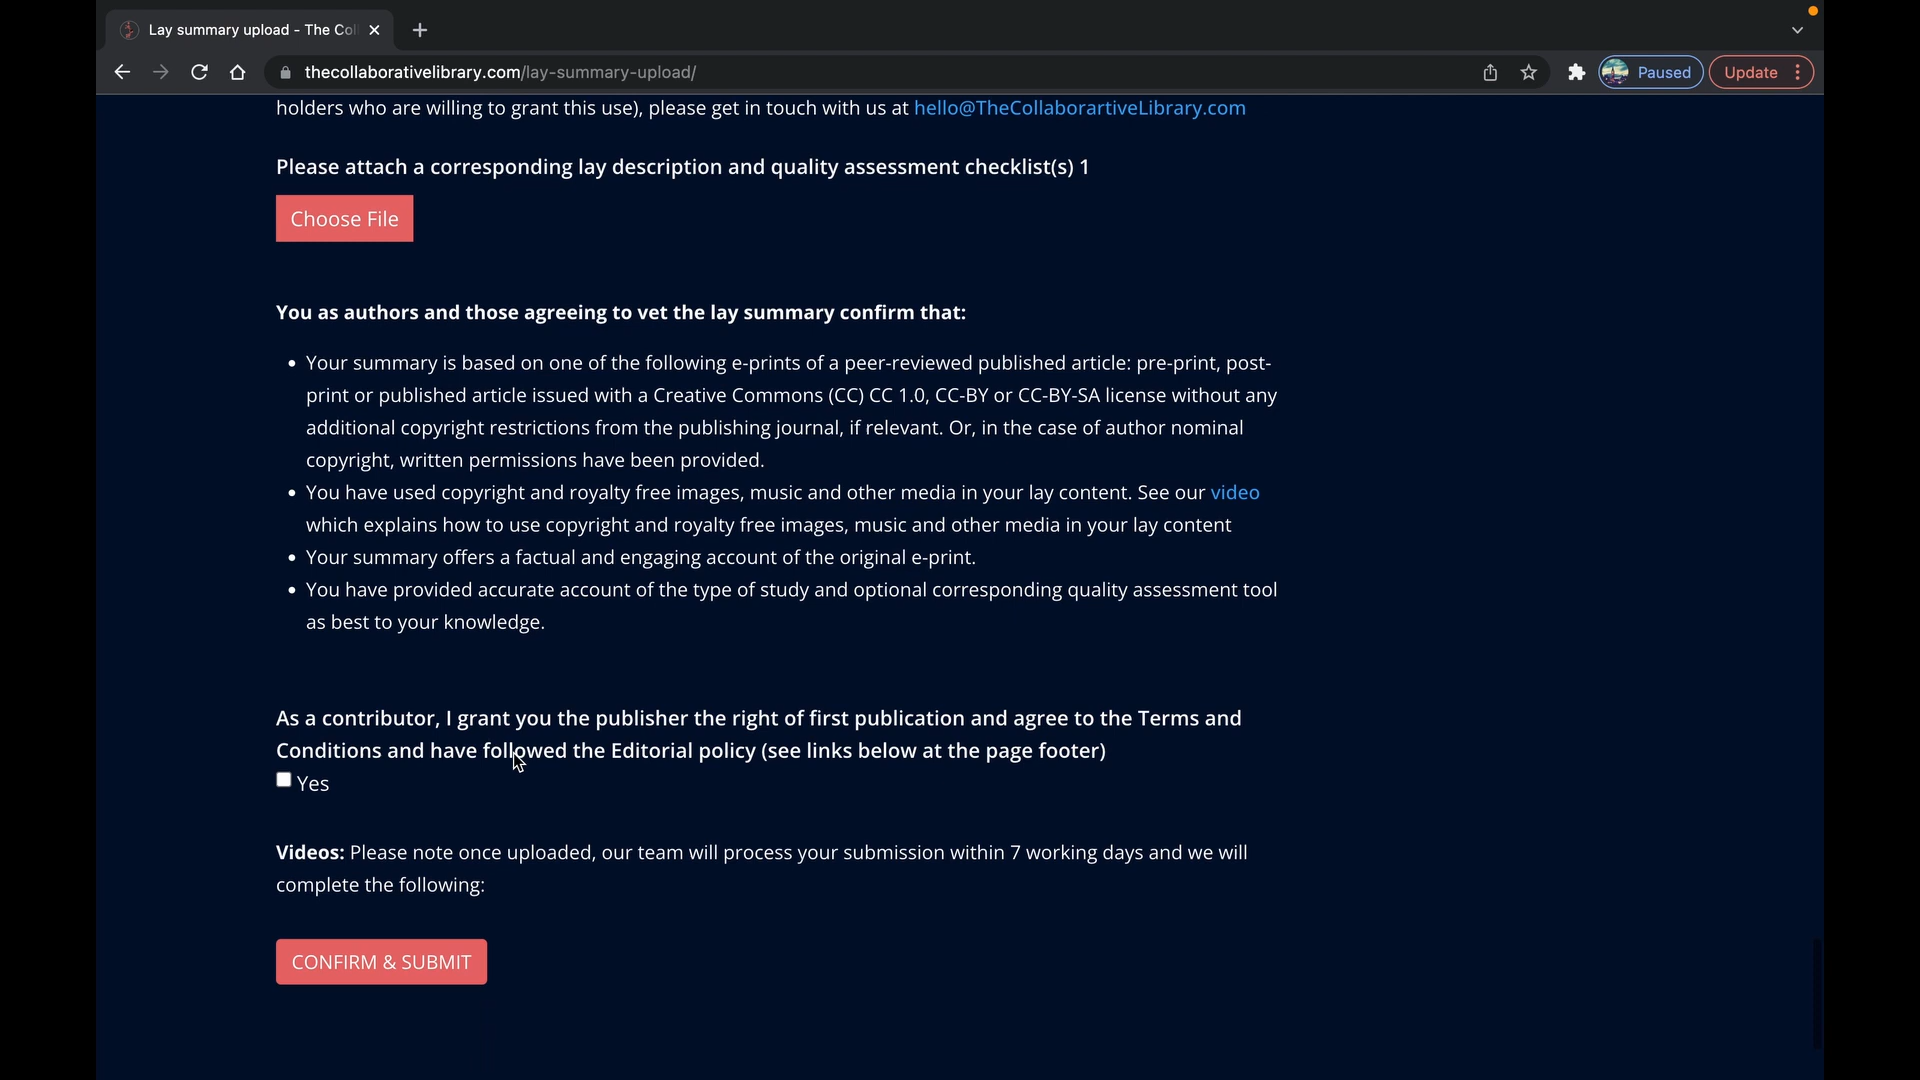 Lay summary upload - The Col
thecollaborativelibrary.com/lay-summary-upload/
Paused
Update
holders who are willing to grant this use), please get in touch with us at hello@TheCollaborartiveLibrary.com
Please attach a corresponding lay description and quality assessment checklist(s) 1
Choose File
You as authors and those agreeing to vet the lay summary confirm that:
• Your summary is based on one of the following e-prints of a peer-reviewed published article: pre-print, post-
print or published article issued with a Creative Commons (CC) CC 1.0, CC-BY or CC-BY-SA license without any
additional copyright restrictions from the publishing journal, if relevant. Or, in the case of author nominal
copyright, written permissions have been provided.
• You have used copyright and royalty free images, music and other media in your lay content. See our video
which explains how to use copyright and royalty free images, music and other media in your lay content
• Your summary offers a factual and engaging account of the original e-print.
• You have provided accurate account of the type of study and optional corresponding quality assessment tool
as best to your knowledge.
As a contributor, I grant you the publisher the right of first publication and agree to the Terms and
Conditions and have followed the Editorial policy (see links below at the page footer)
Yes
Videos: Please note once uploaded, our team will process your submission within 7 working days and we will
complete the following:
CONFIRM & SUBMIT